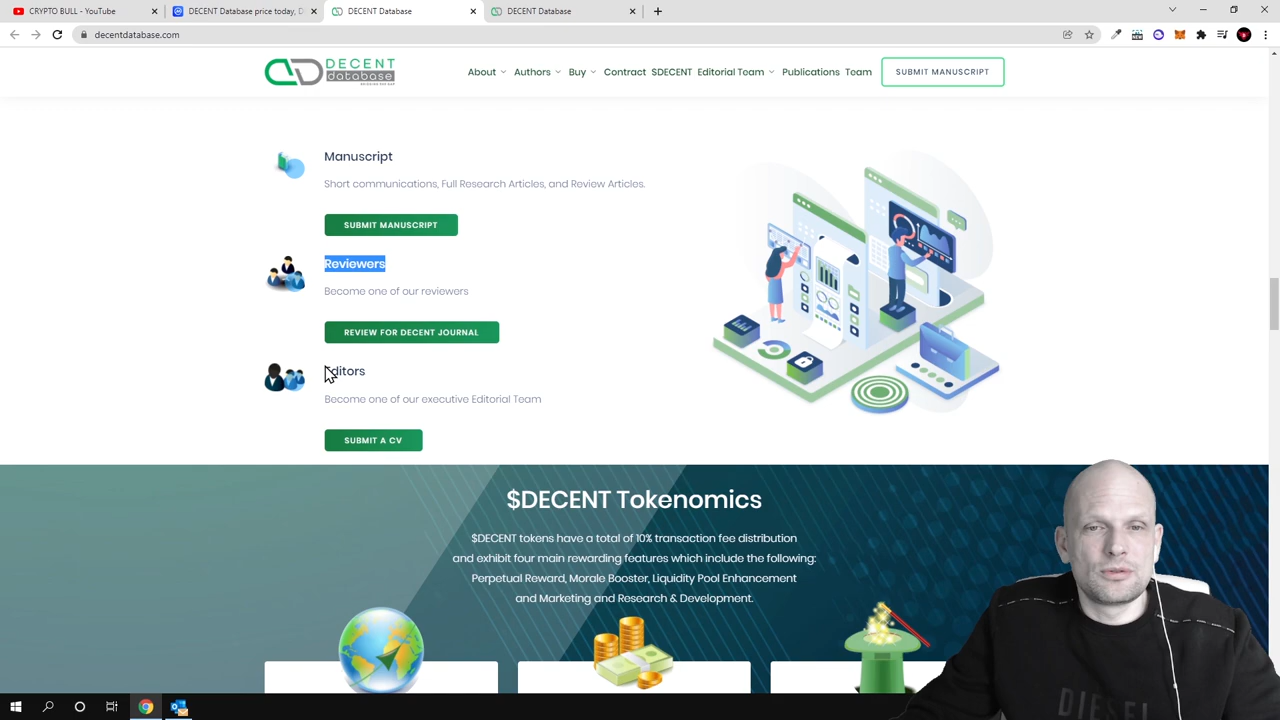 CRYPTO BULL - YouTube
DECENT Database price today, D
DECENT Database
DECENT Database
decentdatabase.com
DECENT
database
About Authors Buy Contract SDECENT Editorial Team Publications Team SUBMIT MANUSCRIPT
Manuscript
Short communications, Full Research Articles, and Review Articles.
SUBMIT MANUSCRIPT
Reviewers
Become one of our reviewers
REVIEW FOR DECENT JOURNAL
Editors
Become one of our executive Editorial Team
SUBMIT A CV
$DECENT Tokenomics
$DECENT tokens have a total of 10% transaction fee distribution
and exhibit four main rewarding features which include the following:
Perpetual Reward, Morale Booster, Liquidity Pool Enhancement
and Marketing and Research & Development.
DIESEL